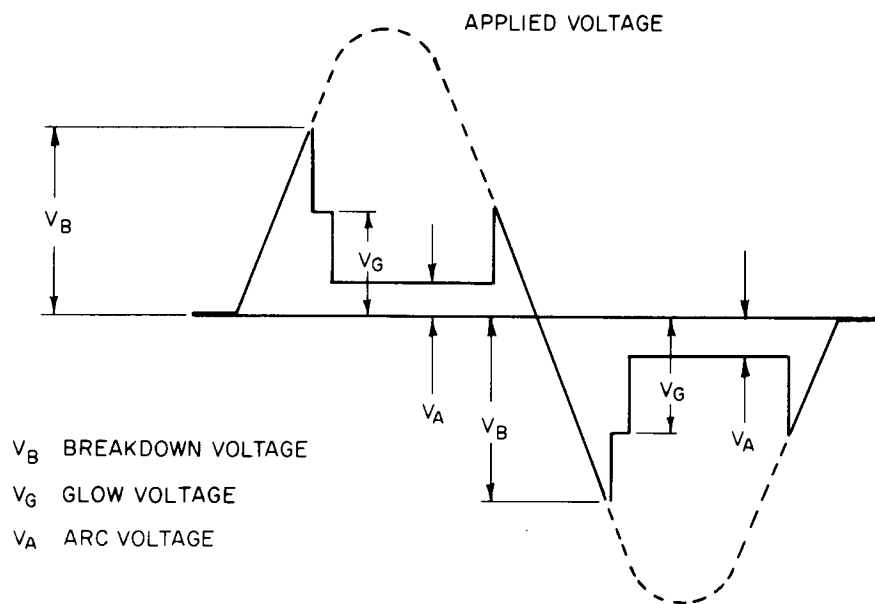 APPLIED VOLTAGE
V_B
V_G
V_A
V_B
V_G
V_A
V_B BREAKDOWN VOLTAGE
V_G GLOW VOLTAGE
V_A ARC VOLTAGE